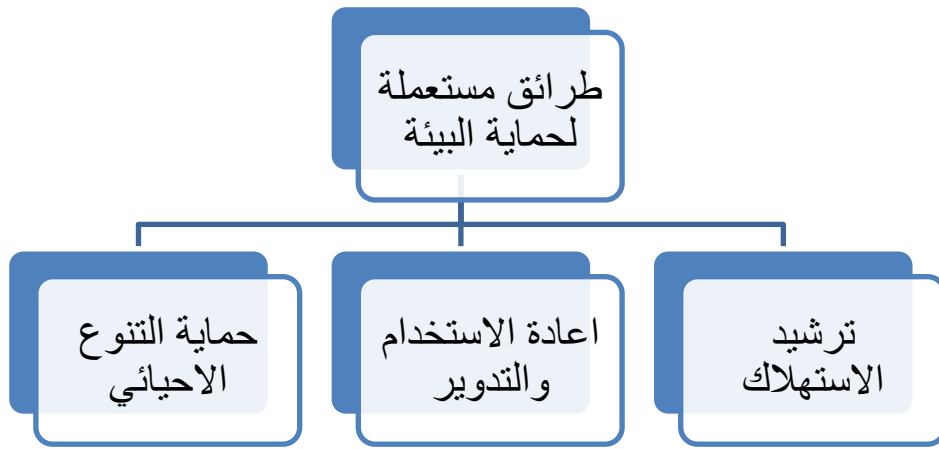 طرائق مستعملة
لحماية البيئة
ترشيد
الاستهلاك
اعادة الاستخدام
والتدوير
حماية التنوع
الاحيائي